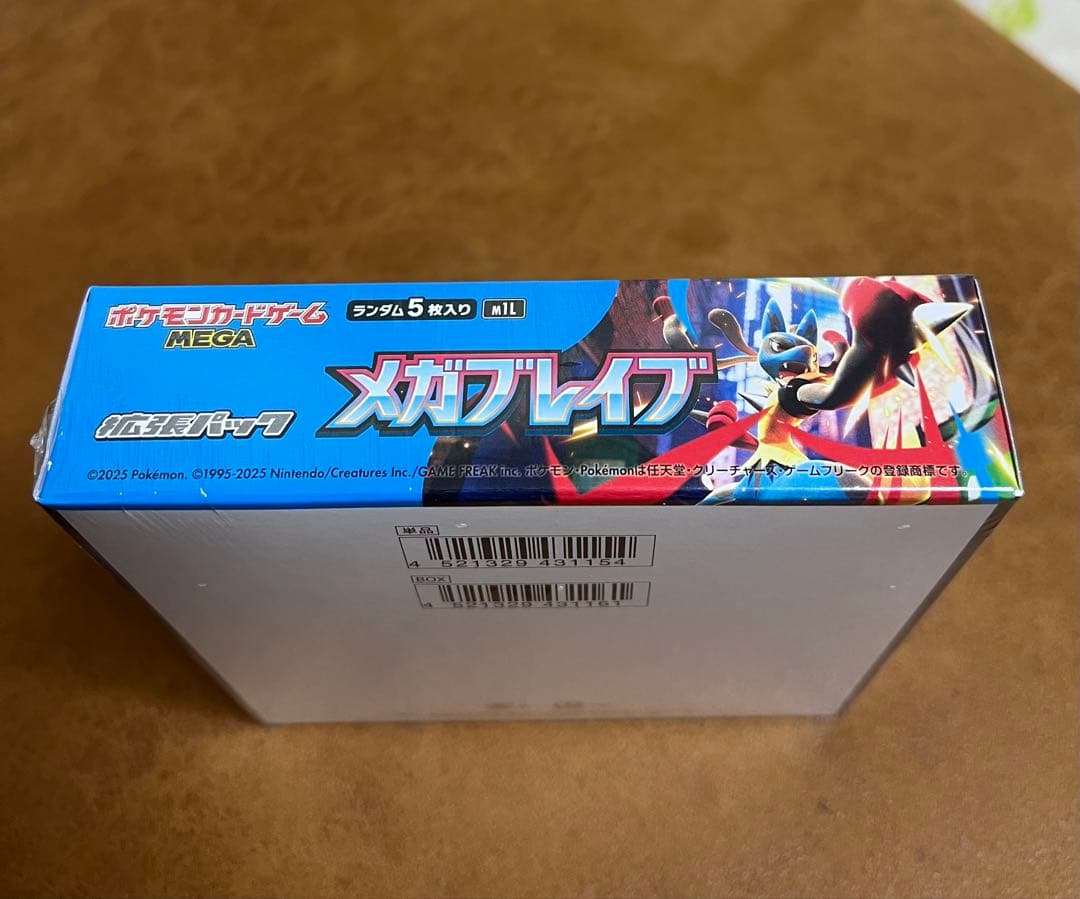 ポケモンカードゲーム
MEGA
ランダム5枚入り
M1L
メガブレイブ
拡張パック
©2025 Pokémon. ©1995-2025 Nintendo/Creatures Inc./GAME FREAK inc. ポケモン・Pokémonは任天堂・クリーチャーズ・ゲームフリークの登録商標です。
単品
4 521329 431154
BOX
4 521329 431161